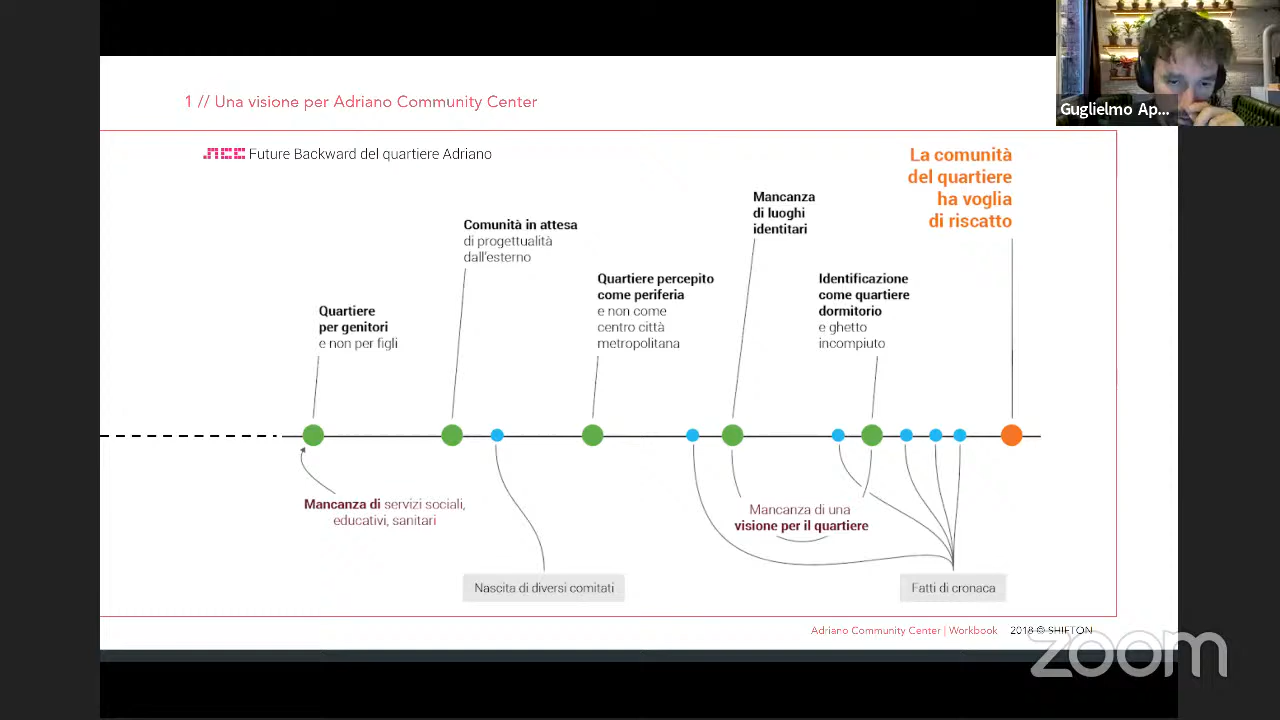 Guglielmo Ap...
1 // Una visione per Adriano Community Center
ACC Future Backward del quartiere Adriano
La comunità
del quartiere
ha voglia
di riscatto
Mancanza
di luoghi
identitari
Comunità in attesa
di progettualità
dall'esterno
Quartiere percepito
come periferia
e non come
centro città
metropolitana
Identificazione
come quartiere
dormitorio
e ghetto
incompiuto
Quartiere
per genitori
e non per figli
Mancanza di servizi sociali,
educativi, sanitari
Mancanza di una
visione per il quartiere
Nascita di diversi comitati
Fatti di cronaca
Adriano Community Center | Workbook 2018 © SHIFTON
zoom